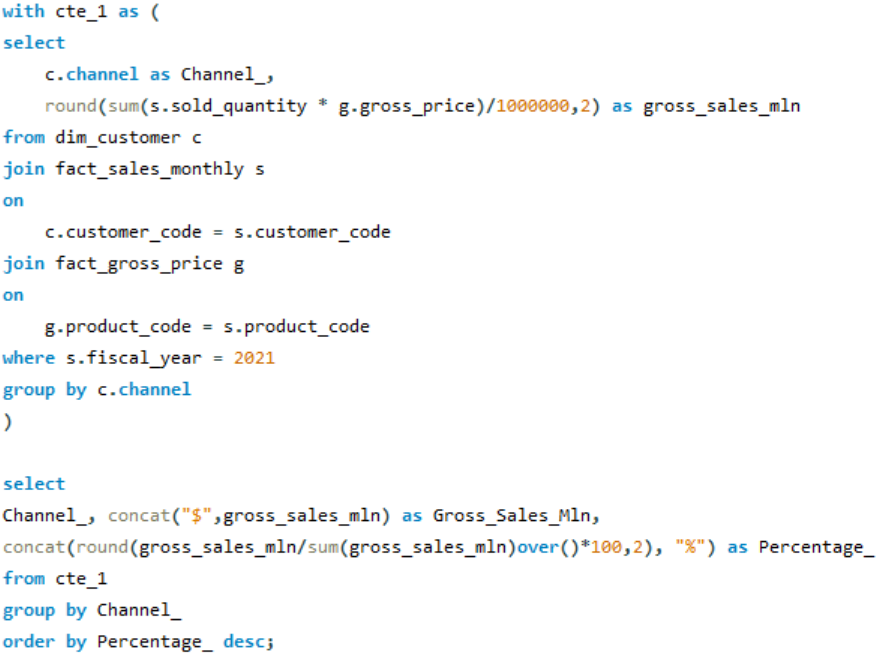 with cte_1 as (
select
    c.channel as Channel_,
    round(sum(s.sold_quantity * g.gross_price)/1000000,2) as gross_sales_mln
from dim_customer c
join fact_sales_monthly s
on
    c.customer_code = s.customer_code
join fact_gross_price g
on
    g.product_code = s.product_code
where s.fiscal_year = 2021
group by c.channel
)

select
Channel_, concat("$",gross_sales_mln) as Gross_Sales_Mln,
concat(round(gross_sales_mln/sum(gross_sales_mln)over()*100,2), "%") as Percentage_
from cte_1
group by Channel_
order by Percentage_ desc;